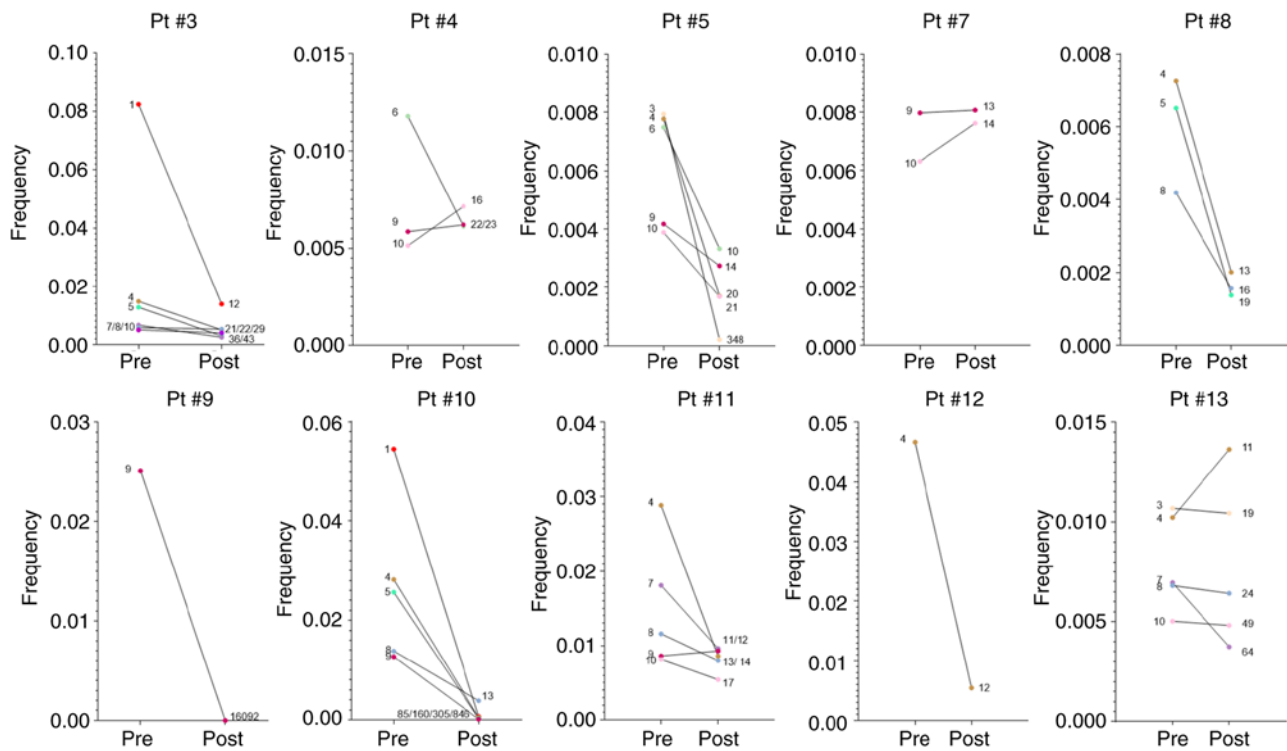 Pt #3
Pt #4
Pt #5
Pt #7
Pt #8
0.10
0.08
0.06
0.04
0.02
0.00
Frequency
1
4
5
7/8/10
12
21/22/29
36/43
Pre
Post
0.015
0.010
0.005
0.000
Frequency
6
9
10
16
22/23
Pre
Post
0.010
0.008
0.006
0.004
0.002
0.000
Frequency
3
4
6
9
10
10
14
20
21
348
Pre
Post
0.010
0.008
0.006
0.004
0.002
0.000
Frequency
9
10
13
14
Pre
Post
0.008
0.006
0.004
0.002
0.000
Frequency
4
5
8
13
16
19
Pre
Post
Pt #9
Pt #10
Pt #11
Pt #12
Pt #13
0.03
0.02
0.01
0.00
Frequency
9
16092
Pre
Post
0.06
0.04
0.02
0.00
Frequency
1
4
5
8
9
13
85/160/305/846
Pre
Post
0.04
0.03
0.02
0.01
0.00
Frequency
4
7
8
9
10
11/12
13/ 14
17
Pre
Post
0.05
0.04
0.03
0.02
0.01
0.00
Frequency
4
12
Pre
Post
0.015
0.010
0.005
0.000
Frequency
3
4
7
8
10
11
19
24
49
64
Pre
Post